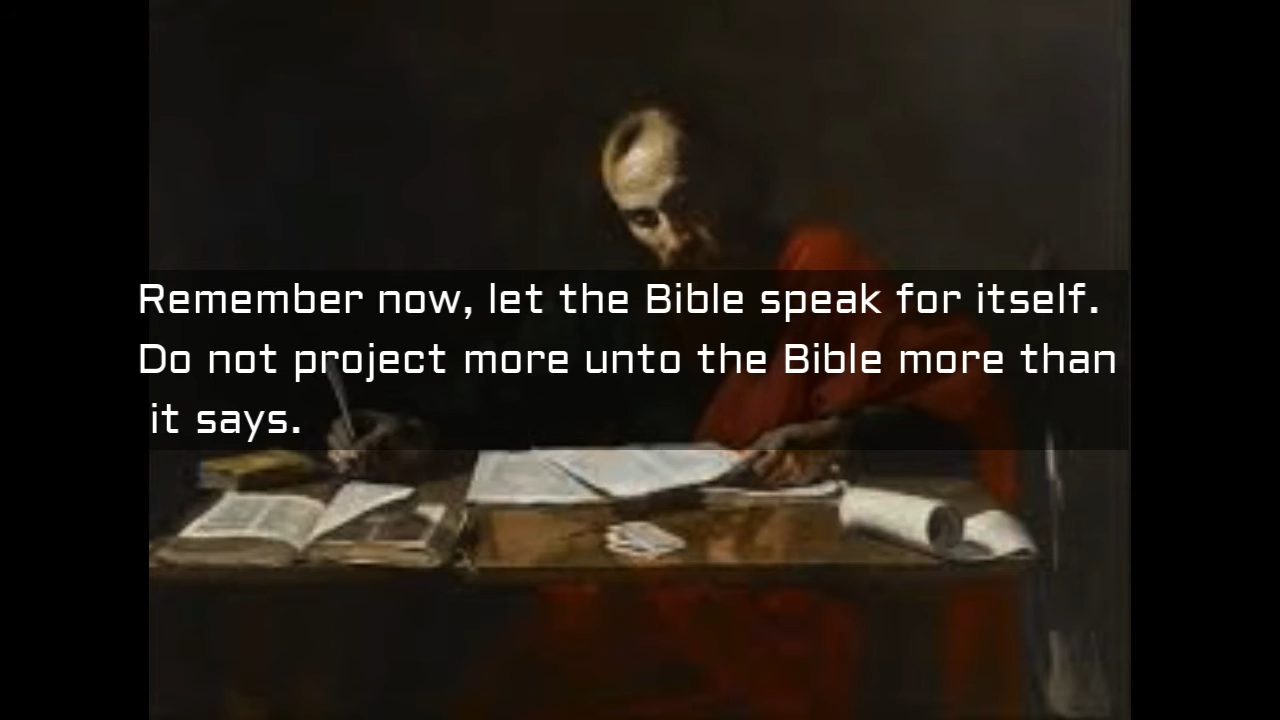 Remember now, let the Bible speak for itself.
Do not project more unto the Bible more than
it says.